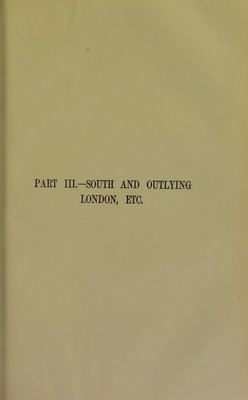 PART III.—SOUTH AND OUTLYING
LONDON, ETC.